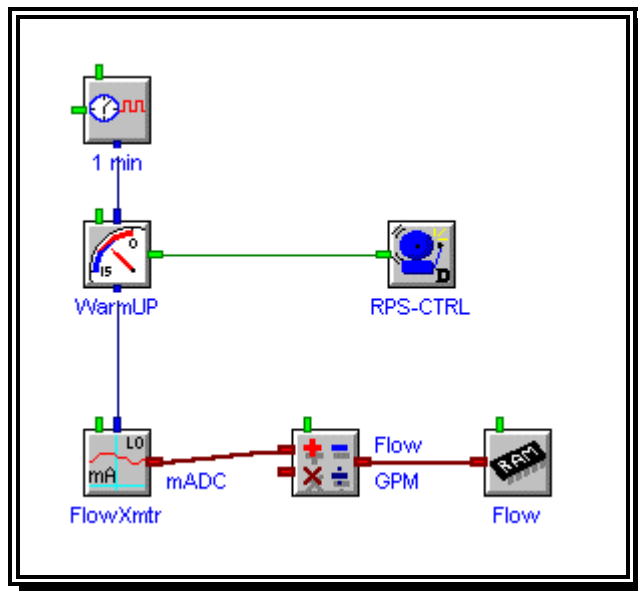 1 min
0
15
WarmUP
D
RPS-CTRL
LO
mA
FlowXmtr
mADC
Flow
GPM
RAM
Flow